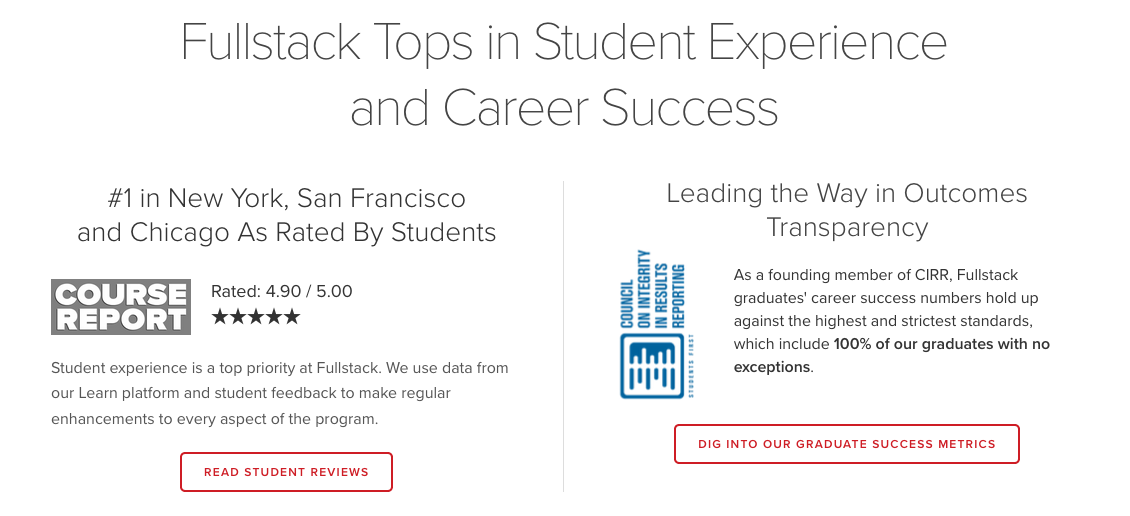 Fullstack Tops in Student Experience
and Career Success
#1 in New York, San Francisco
and Chicago As Rated By Students
COURSE
REPORT
Rated: 4.90 / 5.00
★★★★★
Student experience is a top priority at Fullstack. We use data from
our Learn platform and student feedback to make regular
enhancements to every aspect of the program.
READ STUDENT REVIEWS
Leading the Way in Outcomes
Transparency
COUNCIL
ON INTEGRITY
IN RESULTS
REPORTING
STUDENTS FIRST
As a founding member of CIRR, Fullstack
graduates' career success numbers hold up
against the highest and strictest standards,
which include 100% of our graduates with no
exceptions.
DIG INTO OUR GRADUATE SUCCESS METRICS